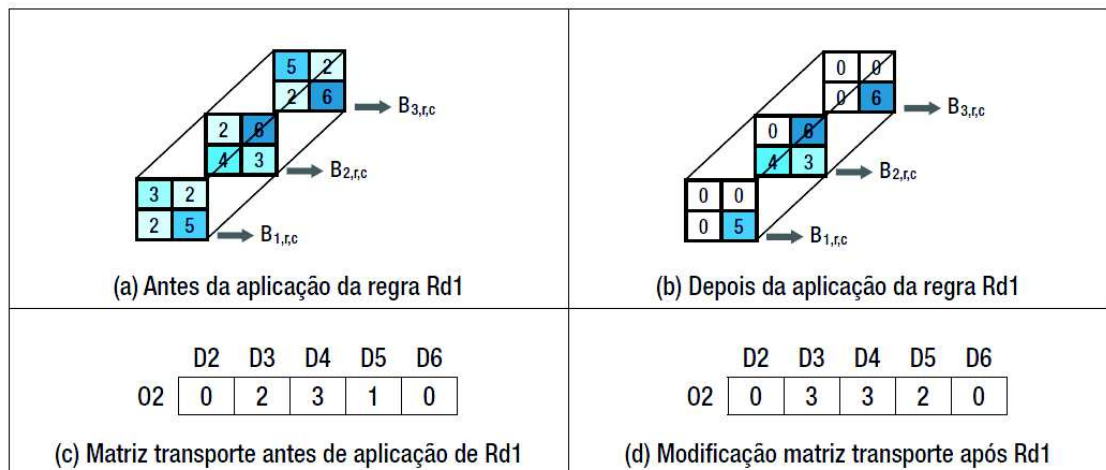 5 2
2 6
B3,r,c
2 6
4 3
B2,r,c
3 2
2 5
B1,r,c
(a) Antes da aplicação da regra Rd1
0 0
0 6
B3,r,c
0 6
4 3
B2,r,c
0 0
0 5
B1,r,c
(b) Depois da aplicação da regra Rd1
D2 D3 D4 D5 D6
O2 0 2 3 1 0
(c) Matriz transporte antes de aplicação de Rd1
D2 D3 D4 D5 D6
O2 0 3 3 2 0
(d) Modificação matriz transporte após Rd1